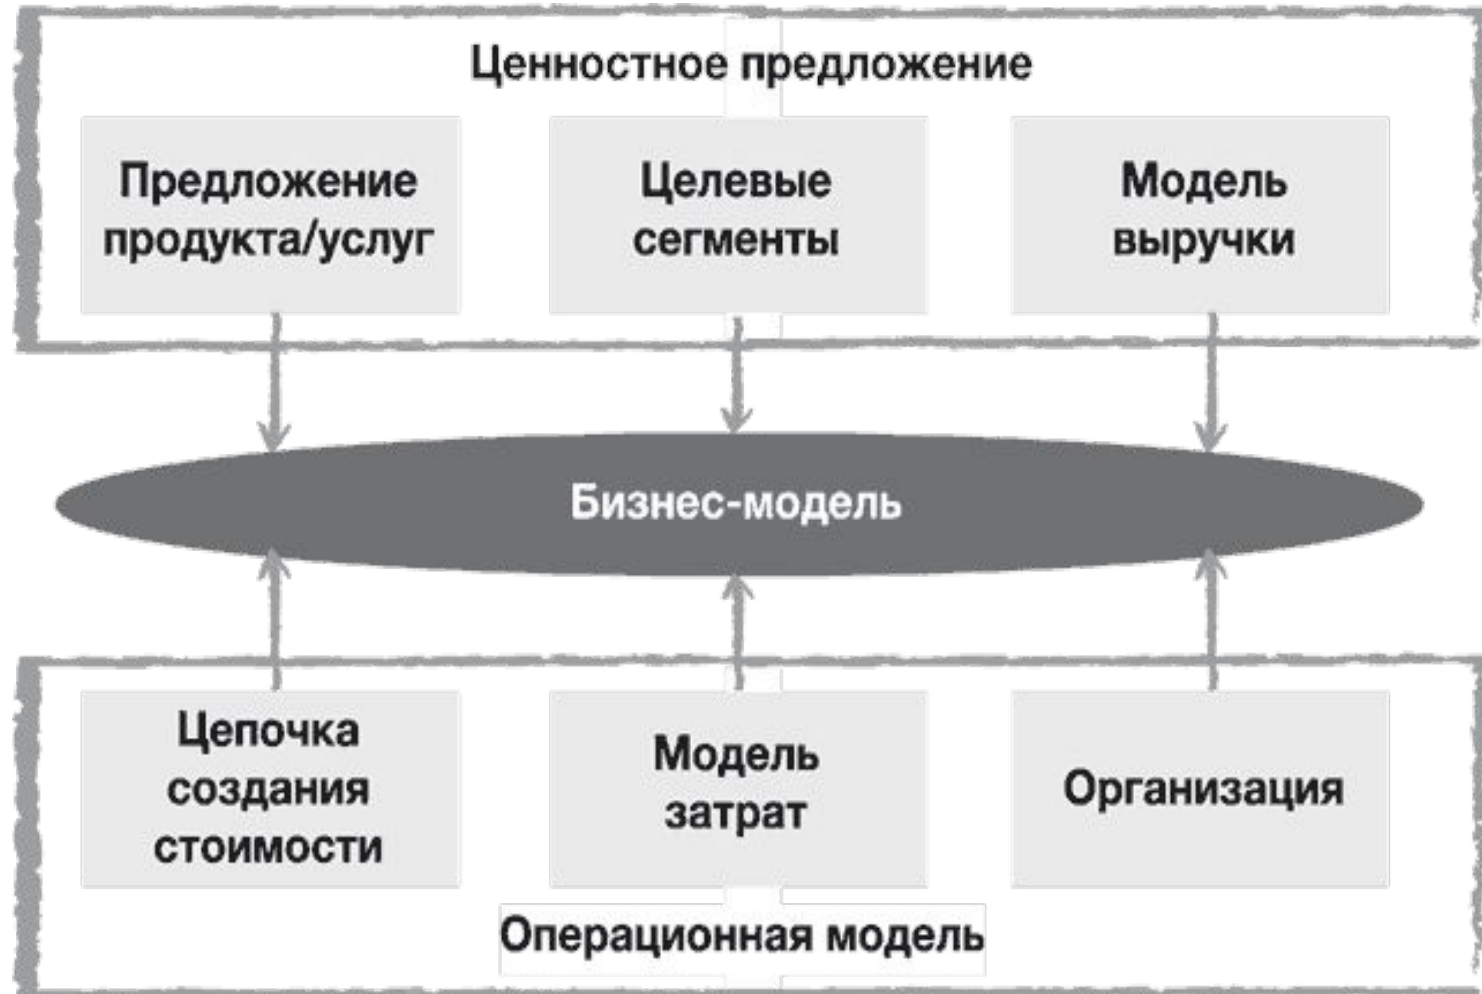 Ценностное предложение
Предложение
продукта/услуг
Целевые
сегменты
Модель
выручки
Бизнес-модель
Цепочка
создания
стоимости
Модель
затрат
Организация
Операционная модель